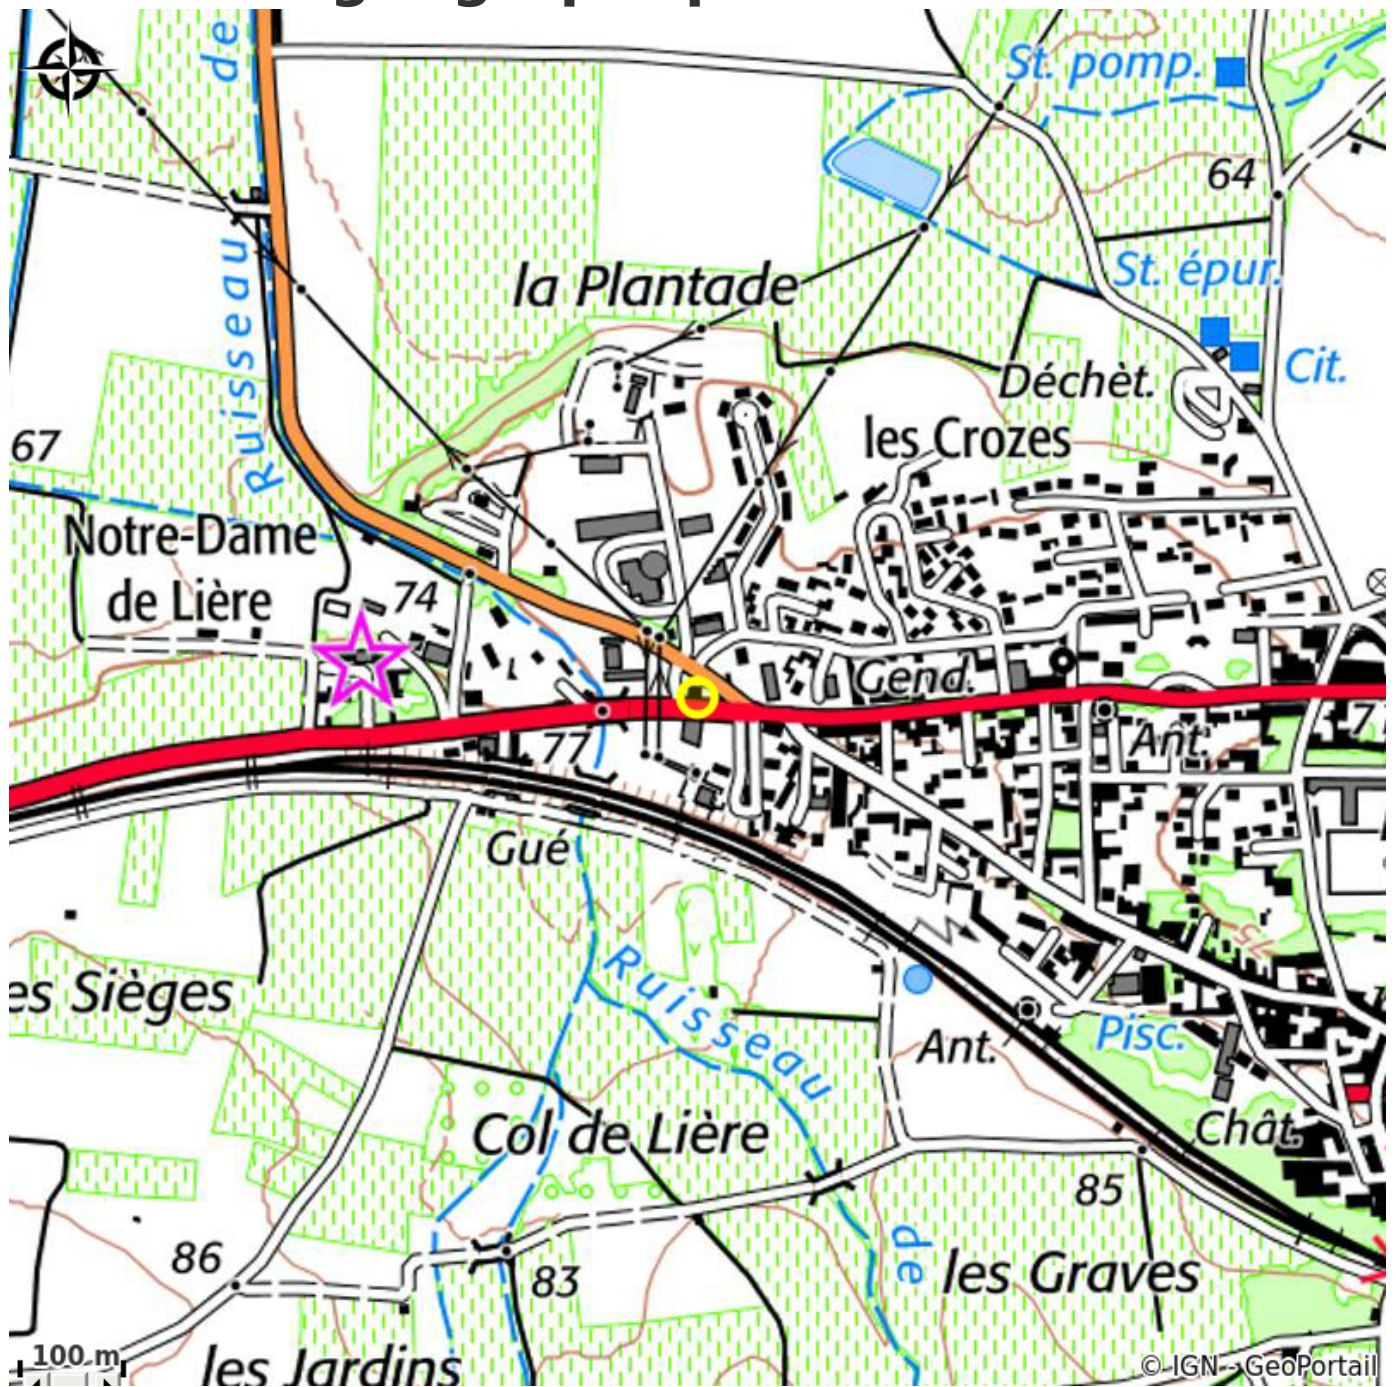 de
St. pomp.
64
Ruisseau
la Plantade
St. épur.
Cit.
Déchèt.
67
les Crozes
Notre-Dame
de Lière
74
Gend.
77
Ant.
Gué
75
es Sièges
Ruisseau
Pisc.
Ant.
Col de Lière
Chât.
85
de
86
83
les Graves
100 m
les Jardins
© IGN - GeoPortail